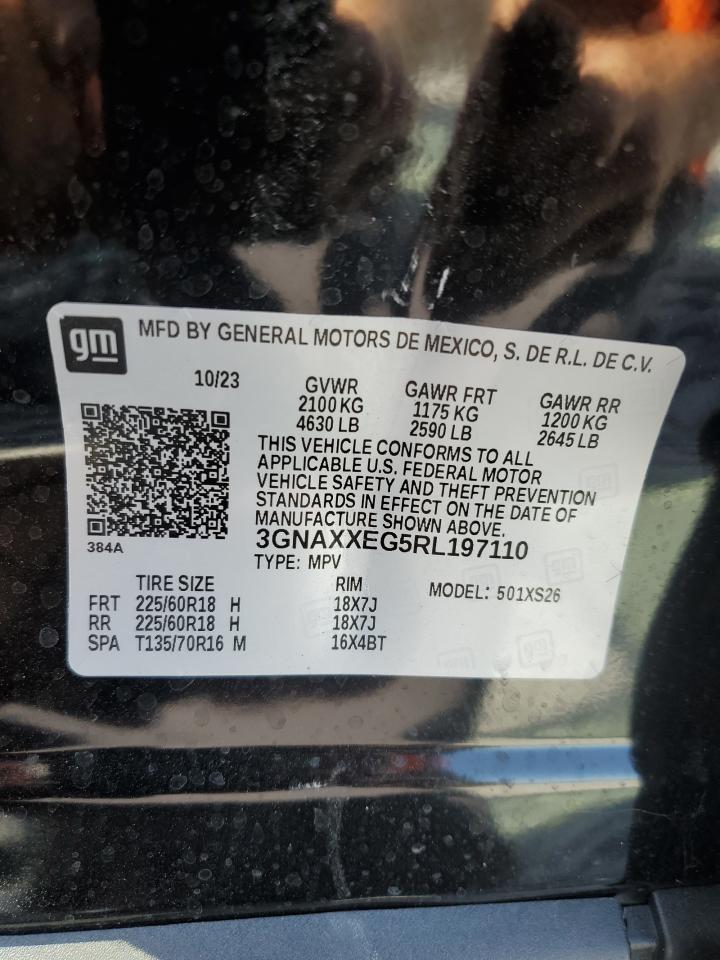 gm
MFD BY GENERAL MOTORS DE MEXICO, S. DE R.L. DE C.V.
10/23 GVWR GAWR FRT GAWR RR
2100 KG 1175 KG 1200 KG
4630 LB 2590 LB 2645 LB
THIS VEHICLE CONFORMS TO ALL
APPLICABLE U.S. FEDERAL MOTOR
VEHICLE SAFETY AND THEFT PREVENTION
STANDARDS IN EFFECT ON THE DATE OF
MANUFACTURE SHOWN ABOVE.
384A
3GNAXXEG5RL197110
TYPE: MPV
TIRE SIZE RIM MODEL: 501XS26
FRT 225/60R18 H 18X7J
RR 225/60R18 H 18X7J
SPA T135/70R16 M 16X4BT